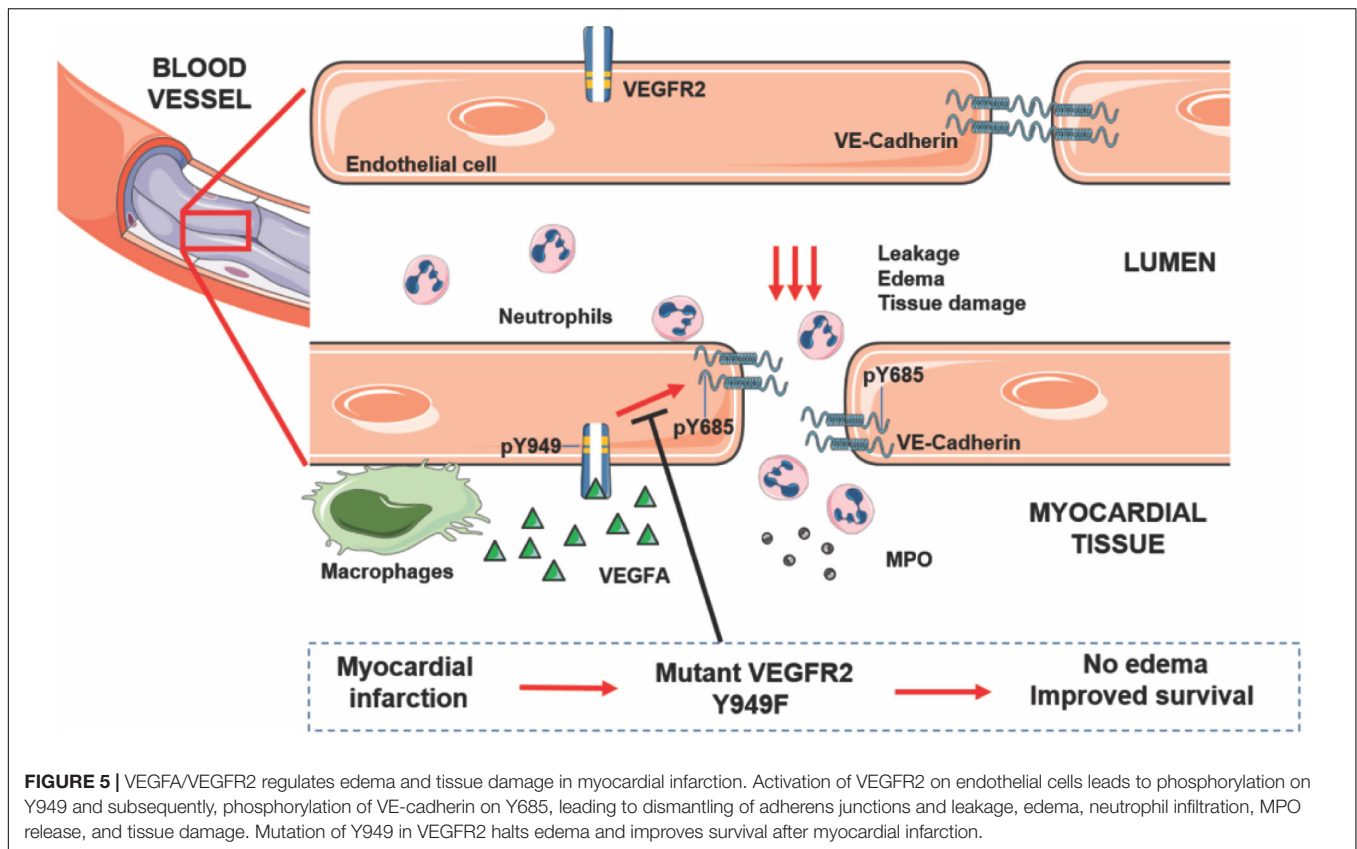 BLOOD
VESSEL
VEGFR2
VE-Cadherin
Endothelial cell
Leakage
Edema
Tissue damage
LUMEN
Neutrophils
pY685
pY949
pY685
VE-Cadherin
MYOCARDIAL
TISSUE
Macrophages
VEGFA
MPO
Myocardial
infarction
Mutant VEGFR2
Y949F
No edema
Improved survival
FIGURE 5 | VEGFA/VEGFR2 regulates edema and tissue damage in myocardial infarction. Activation of VEGFR2 on endothelial cells leads to phosphorylation on
Y949 and subsequently, phosphorylation of VE-cadherin on Y685, leading to dismantling of adherens junctions and leakage, edema, neutrophil infiltration, MPO
release, and tissue damage. Mutation of Y949 in VEGFR2 halts edema and improves survival after myocardial infarction.